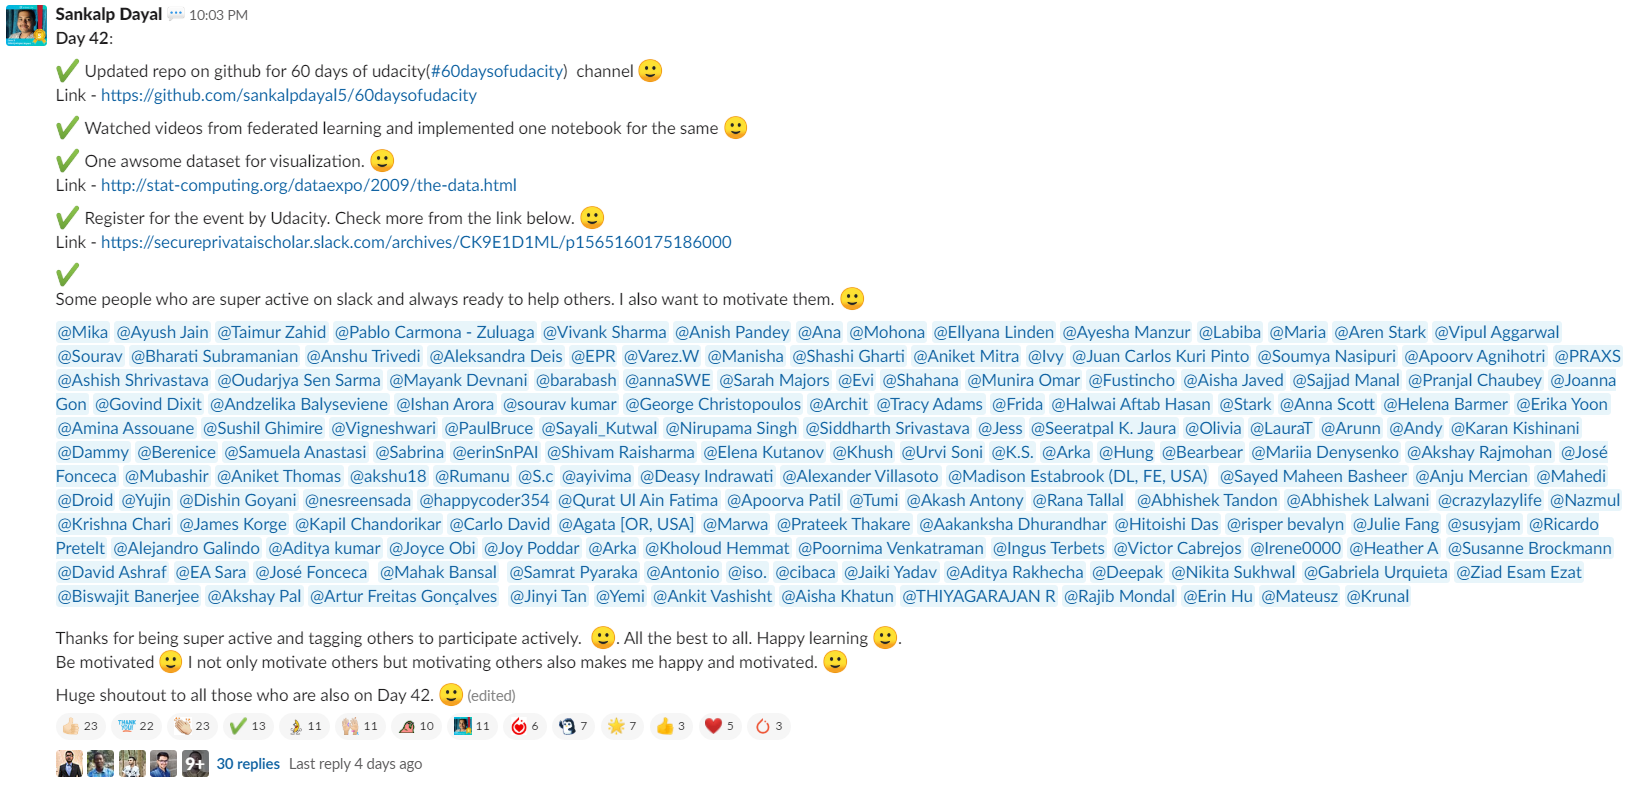 Sankalp Dayal 10:03 PM
Day 42:
Updated repo on github for 60 days of udacity(#60daysofudacity) channel
Link - https://github.com/sankalpdayal5/60daysofudacity
Watched videos from federated learning and implemented one notebook for the same
One awsome dataset for visualization.
Link - http://stat-computing.org/dataexpo/2009/the-data.html
Register for the event by Udacity. Check more from the link below.
Link - https://secureprivataischolar.slack.com/archives/CK9E1D1ML/p1565160175186000
Some people who are super active on slack and always ready to help others. I also want to motivate them.
@Mika @Ayush Jain @Taimur Zahid @Pablo Carmona - Zuluaga @Vivank Sharma @Anish Pandey @Ana @Mohona @Ellyana Linden @Ayesha Manzur @Labiba @Maria @Aren Stark @Vipul Aggarwal
@Sourav @Bharati Subramanian @Anshu Trivedi @Aleksandra Deis @EPR @Varez.W @Manisha @Shashi Gharti @Aniket Mitra @Ivy @Juan Carlos Kuri Pinto @Soumya Nasipuri @Apoorv Agnihotri @PRAXS
@Ashish Shrivastava @Oudarjya Sen Sarma @Mayank Devnani @barabash @annaSWE @Sarah Majors @Evi @Shahana @Munira Omar @Fustincho @Aisha Javed @Sajjad Manal @Pranjal Chaubey @Joanna
Gon @Govind Dixit @Andzelika Balyseviene @Ishan Arora @sourav kumar @George Christopoulos @Archit @Tracy Adams @Frida @Halwai Aftab Hasan @Stark @Anna Scott @Helena Barmer @Erika Yoon
@Amina Assouane @Sushil Ghimire @Vigneshwari @PaulBruce @Sayali_Kutwal @Nirupama Singh @Siddharth Srivastava @Jess @Seeratpal K. Jaura @Olivia @LauraT @Arunn @Andy @Karan Kishinani
@Dammy @Berenice @Samuela Anastasi @Sabrina @erinSnPAI @Shivam Raisharma @Elena Kutanov @Khush @Urvi Soni @K.S. @Arka @Hung @Bearbear @Mariia Denysenko @Akshay Rajmohan @José
Fonceca @Mubashir @Aniket Thomas @akshu18 @Rumanu @S.c @ayivima @Deasy Indrawati @Alexander Villasoto @Madison Estabrook (DL, FE, USA) @Sayed Maheen Basheer @Anju Mercian @Mahedi
@Droid @Yujin @Dishin Goyani @nesreensada @happycoder354 @Qurat Ul Ain Fatima @Apoorva Patil @Tumi @Akash Antony @Rana Tallal @Abhishek Tandon @Abhishek Lalwani @crazylazylife @Nazmul
@Krishna Chari @James Korge @Kapil Chandorikar @Carlo David @Agata [OR, USA] @Marwa @Prateek Thakare @Aakanksha Dhurandhar @Hitoishi Das @risper bevalyn @Julie Fang @susyjam @Ricardo
Pretelt @Alejandro Galindo @Aditya kumar @Joyce Obi @Joy Poddar @Arka @Kholoud Hemmat @Poornima Venkatraman @Ingus Terbets @Victor Cabrejos @Irene0000 @Heather A @Susanne Brockmann
@David Ashraf @EA Sara @José Fonceca @Mahak Bansal @Samrat Pyaraka @Antonio @iso. @cibaca @Jaiki Yadav @Aditya Rakhecha @Deepak @Nikita Sukhwal @Gabriela Urquieta @Ziad Esam Ezat
@Biswajit Banerjee @Akshay Pal @Artur Freitas Gonçalves @Jinyi Tan @Yemi @Ankit Vashisht @Aisha Khatun @THIYAGARAJAN R @Rajib Mondal @Erin Hu @Mateusz @Krunal
Thanks for being super active and tagging others to participate actively. . All the best to all. Happy learning .
Be motivated I not only motivate others but motivating others also makes me happy and motivated.
Huge shoutout to all those who are also on Day 42. (edited)
23 THANK YOU! 22 23 13 11 11 10 11 6 7 7 3 5 3
9+ 30 replies Last reply 4 days ago